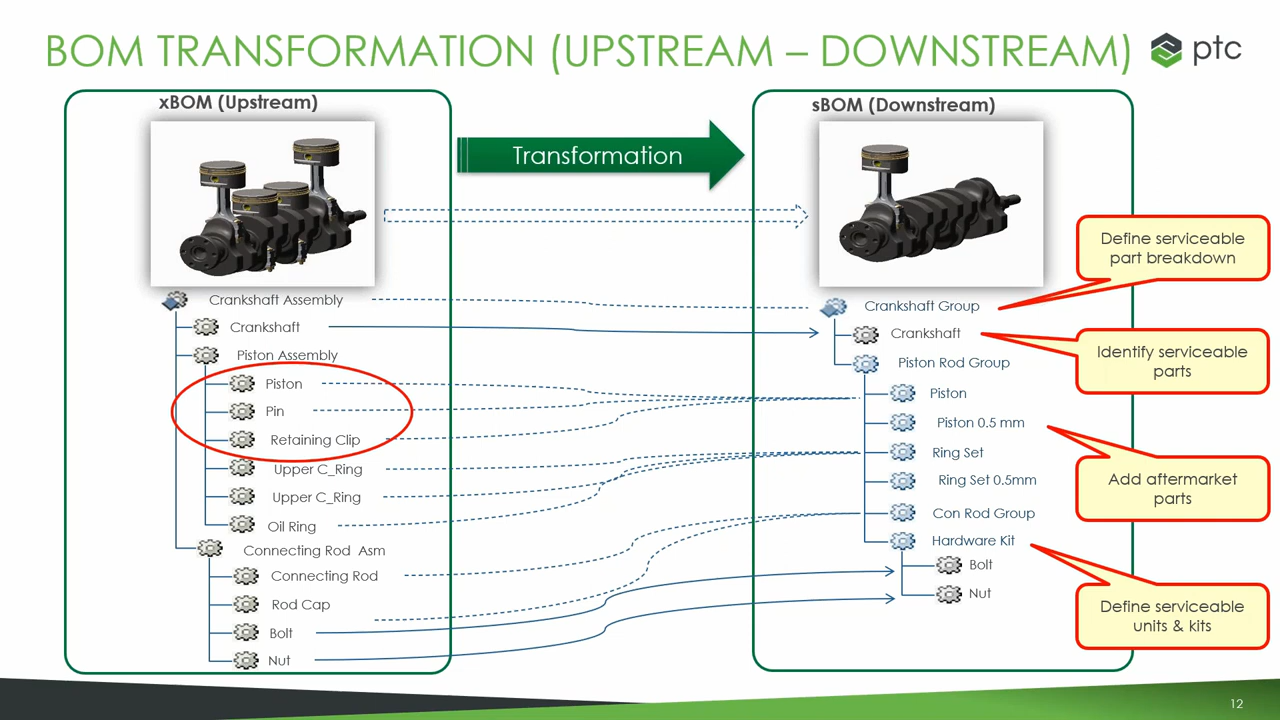 BOM TRANSFORMATION (UPSTREAM – DOWNSTREAM)
ptc
xBOM (Upstream)
Transformation
sBOM (Downstream)
Crankshaft Assembly
Crankshaft
Piston Assembly
Piston
Pin
Retaining Clip
Upper C_Ring
Upper C_Ring
Oil Ring
Connecting Rod Asm
Connecting Rod
Rod Cap
Bolt
Nut
Crankshaft Group
Crankshaft
Piston Rod Group
Piston
Piston 0.5 mm
Ring Set
Ring Set 0.5mm
Con Rod Group
Hardware Kit
Bolt
Nut
Define serviceable
part breakdown
Identify serviceable
parts
Add aftermarket
parts
Define serviceable
units & kits
12